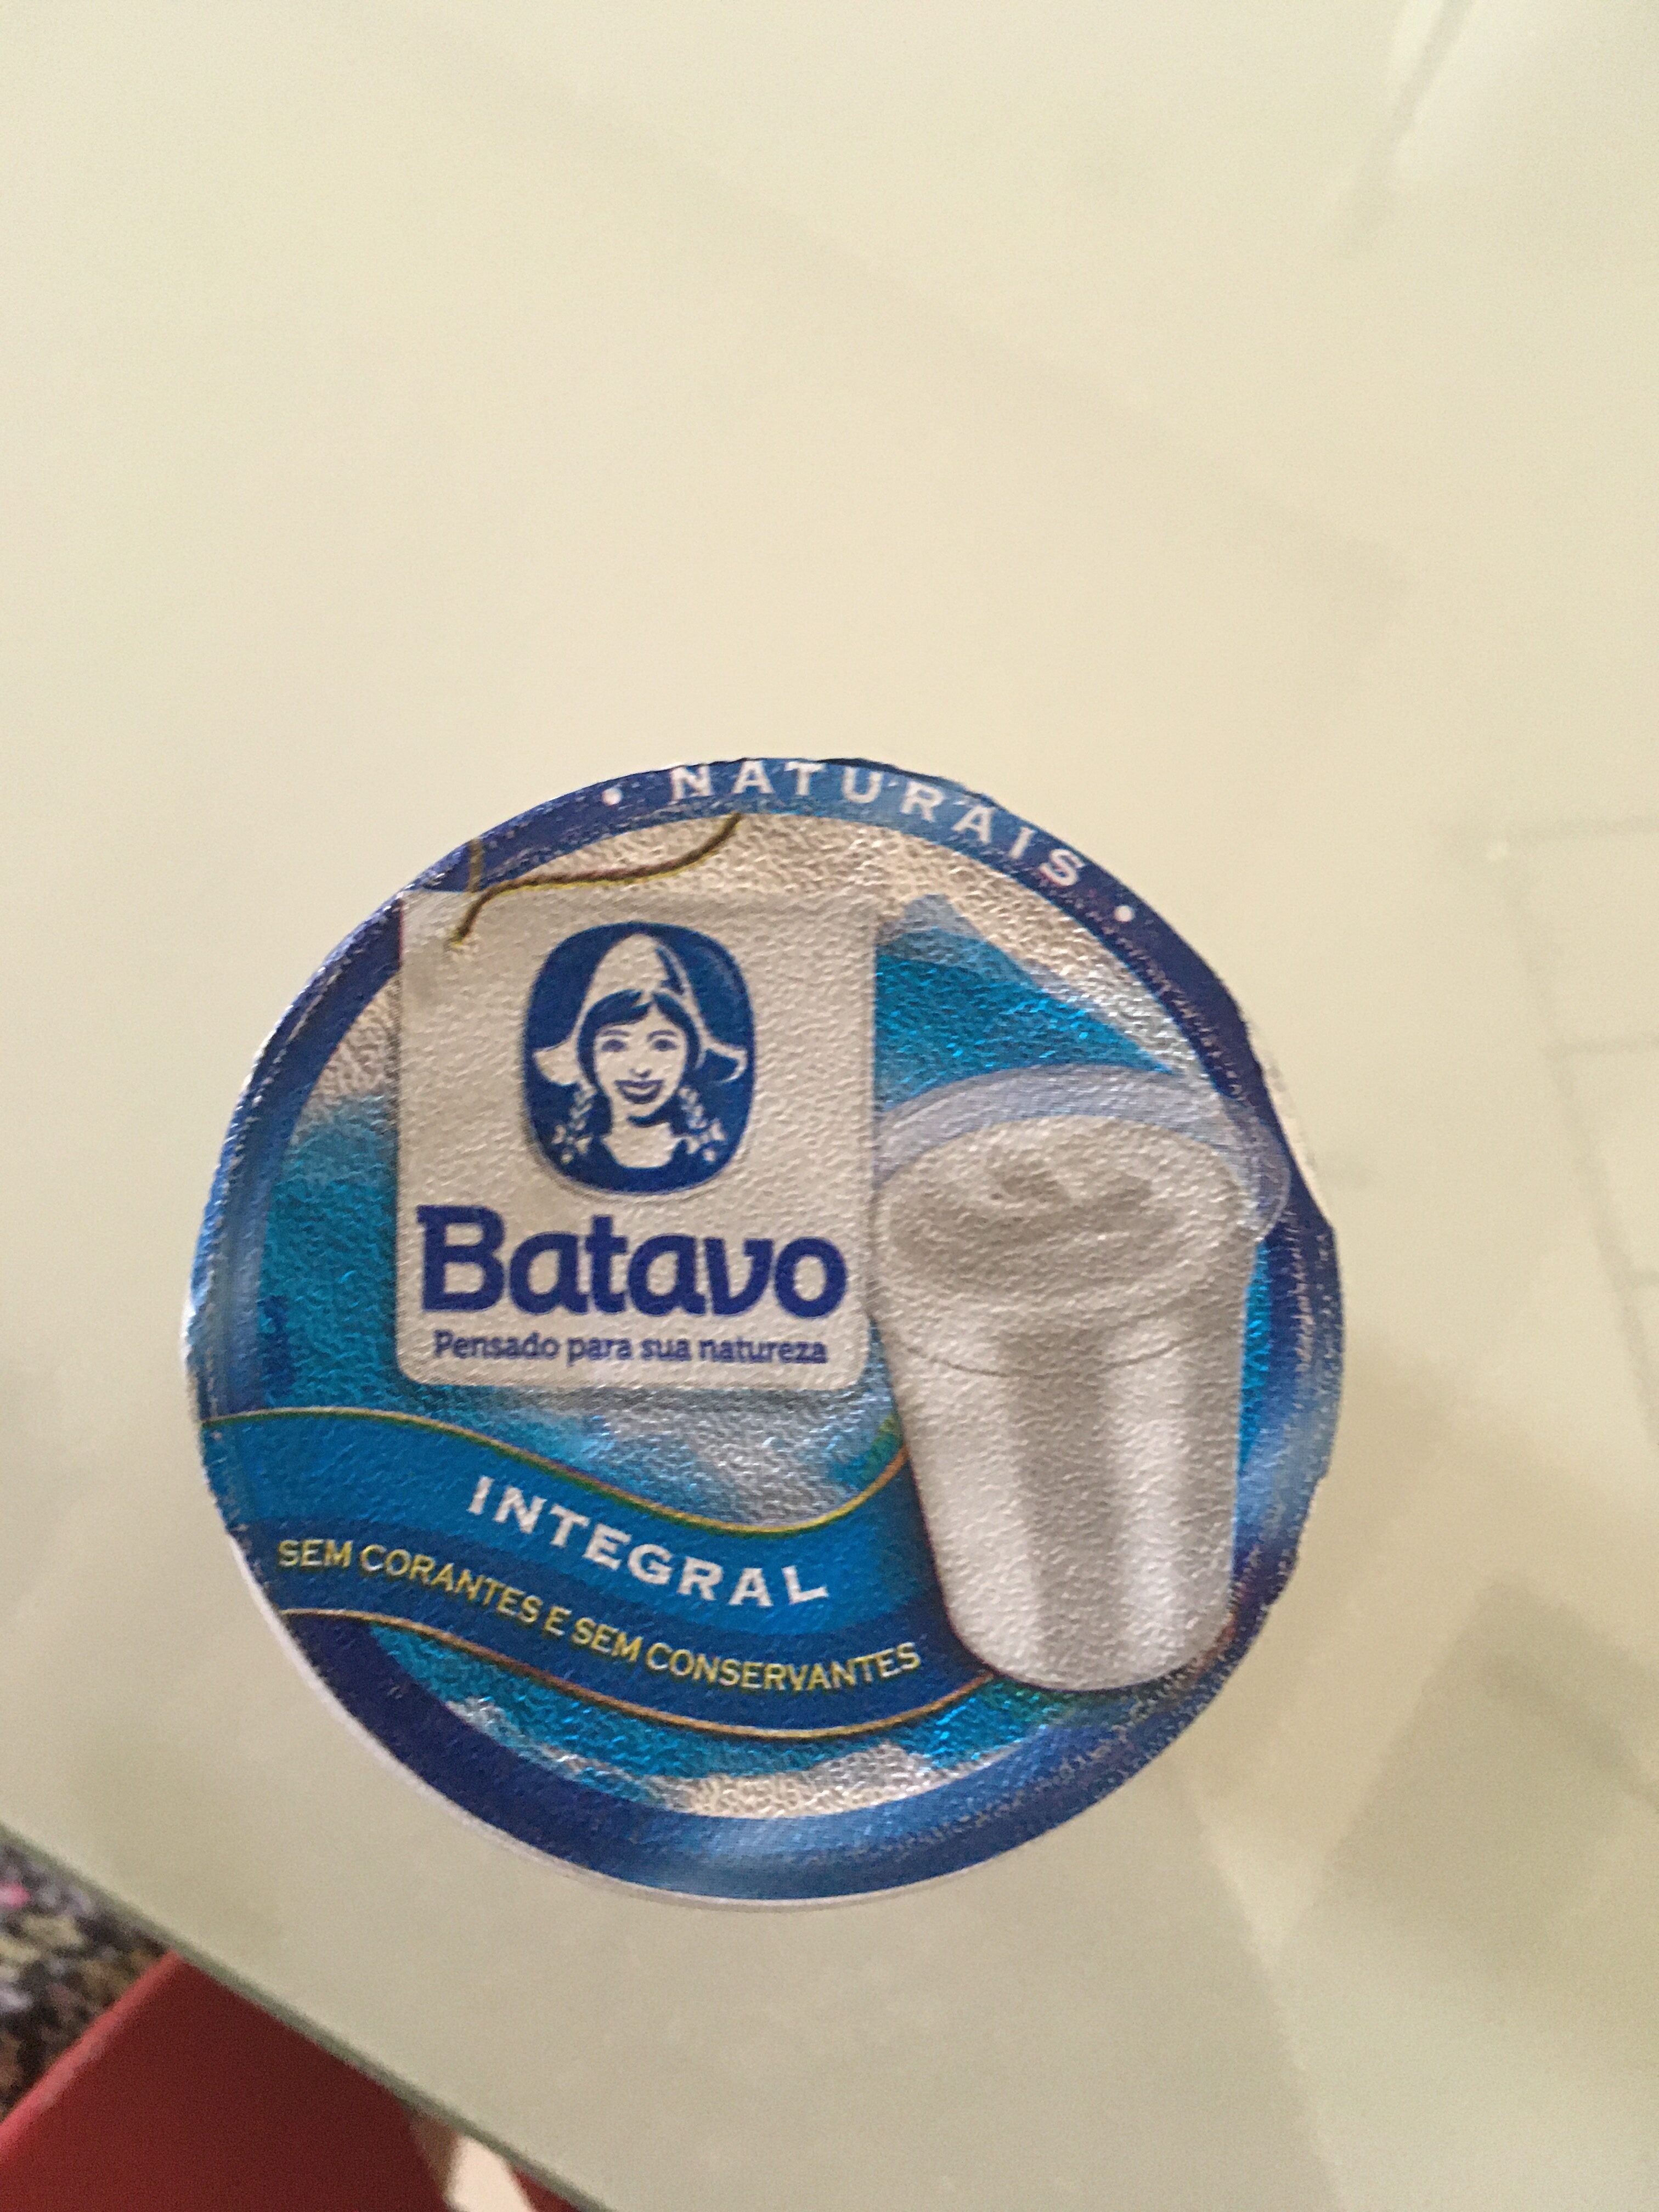 • NATURAIS •
Batavo
Pensado para sua natureza
INTEGRAL
SEM CORANTES E SEM CONSERVANTES